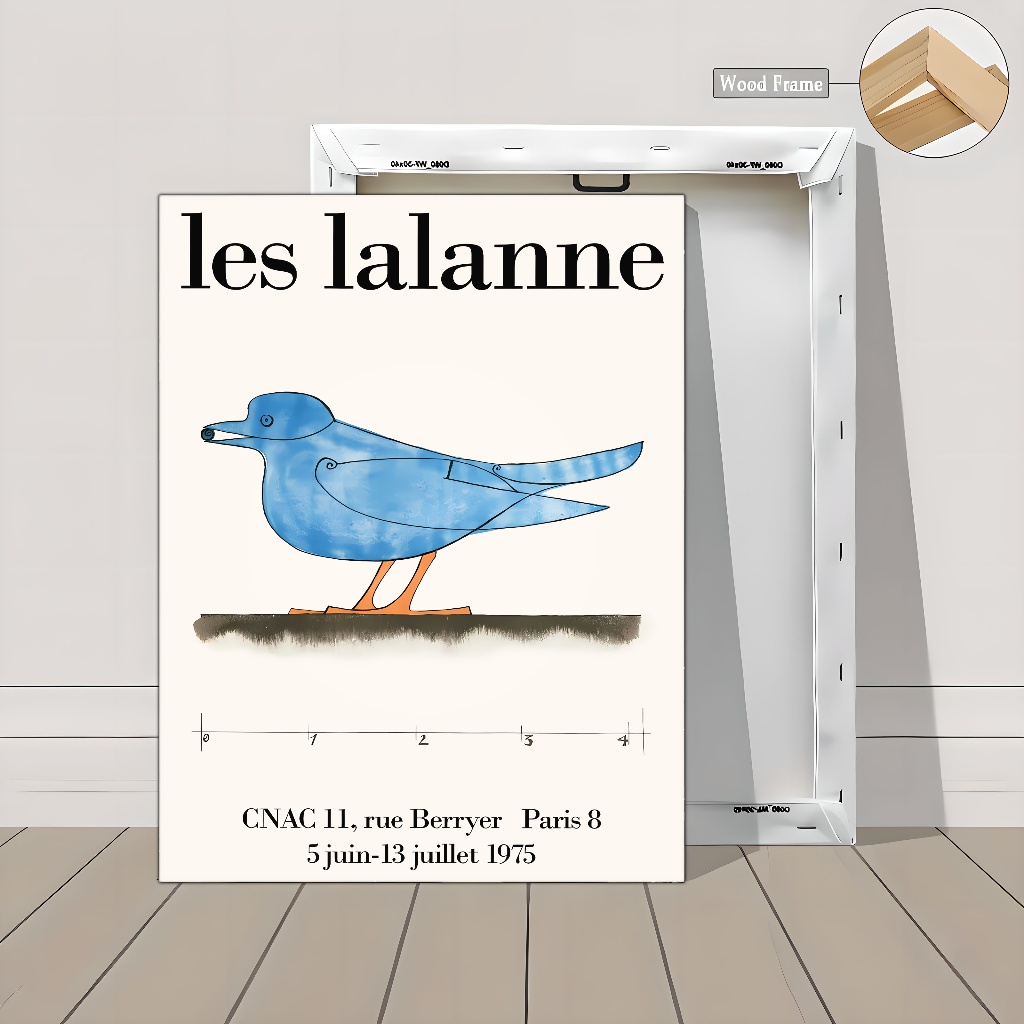 Wood Frame
les lalanne
0 1 2 3 4
CNAC 11, rue Berryer Paris 8
5 juin-13 juillet 1975